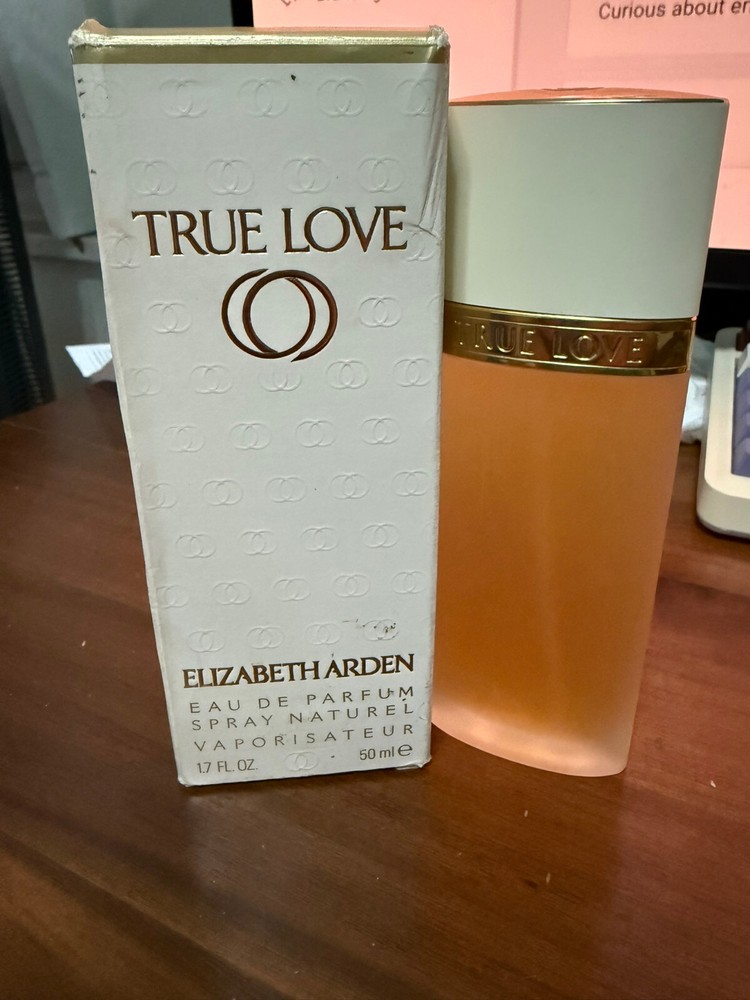 Curious about
TRUE LOVE
TRUE LOVE
ELIZABETH ARDEN
EAU DE PARFUM
SPRAY NATUREL
VAPORISATEUR
1.7 FL. OZ. 50 ml e